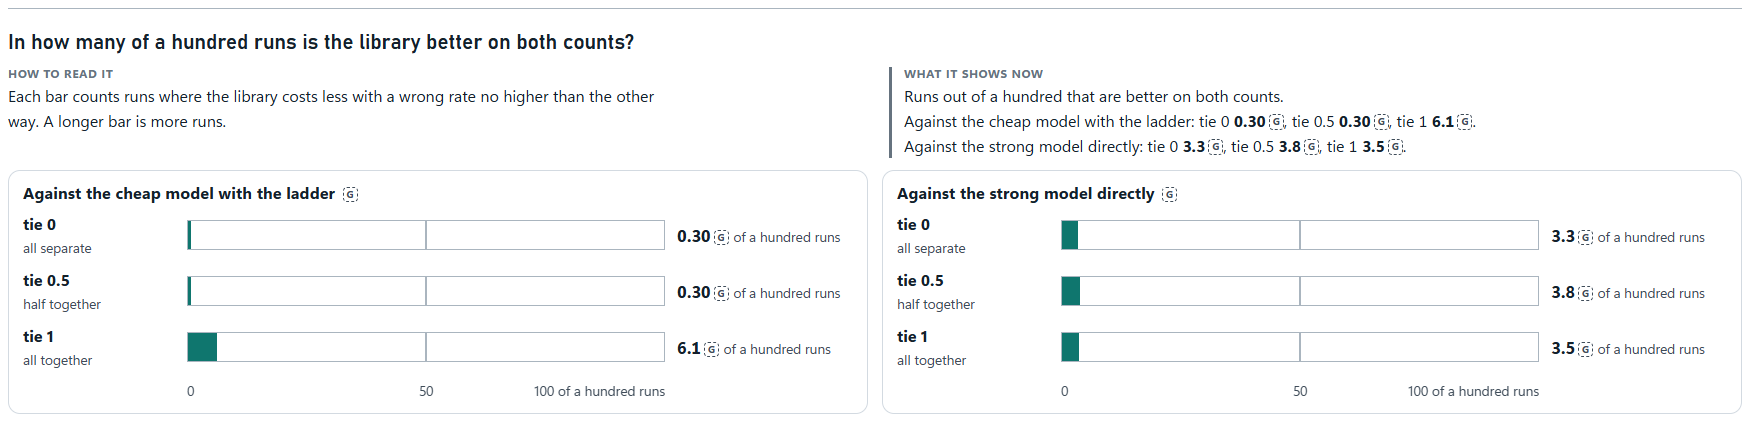 In how many of a hundred runs is the library better on both counts?
HOW TO READ IT
Each bar counts runs where the library costs less with a wrong rate no higher than the other
way. A longer bar is more runs.
WHAT IT SHOWS NOW
Runs out of a hundred that are better on both counts.
Against the cheap model with the ladder: tie 0 0.30 G, tie 0.5 0.30 G, tie 1 6.1 G.
Against the strong model directly: tie 0 3.3 G, tie 0.5 3.8 G, tie 1 3.5 G.
Against the cheap model with the ladder G
tie 0
all separate
0.30 G of a hundred runs
tie 0.5
half together
0.30 G of a hundred runs
tie 1
all together
6.1 G of a hundred runs
0 50 100 of a hundred runs
Against the strong model directly G
tie 0
all separate
3.3 G of a hundred runs
tie 0.5
half together
3.8 G of a hundred runs
tie 1
all together
3.5 G of a hundred runs
0 50 100 of a hundred runs